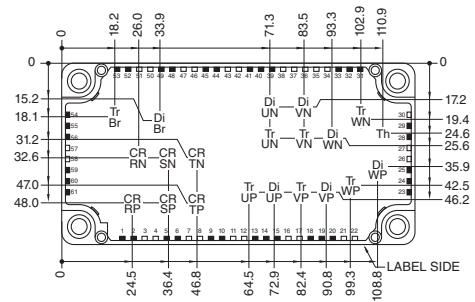 0 18.2 26.0 33.9 71.3 83.5 93.3 102.9 110.9
0 0
53 52 51 50 49 48 47 46 45 44 43 42 41 40 39 38 37 36 35 34 33 32 31
15.2 17.2
18.1 54 Tr Br Di Br Di UN Di VN Tr WN 30 19.4
55 29 24.6
31.2 56 Tr UN Tr VN Di WN Th 28 25.6
32.6 57 CR RN CR SN CR TN 27
58 26 35.9
47.0 59 Di WP 25
60 CR RP CR SP CR TP Tr UP Di UP Tr VP Di VP Tr WP 24 42.5
48.0 61 23 46.2
1 2 3 4 5 6 7 8 9 10 11 12 13 14 15 16 17 18 19 20 21 22
LABEL SIDE
0 24.5 36.4 46.8 64.5 72.9 82.4 90.8 99.3 108.8